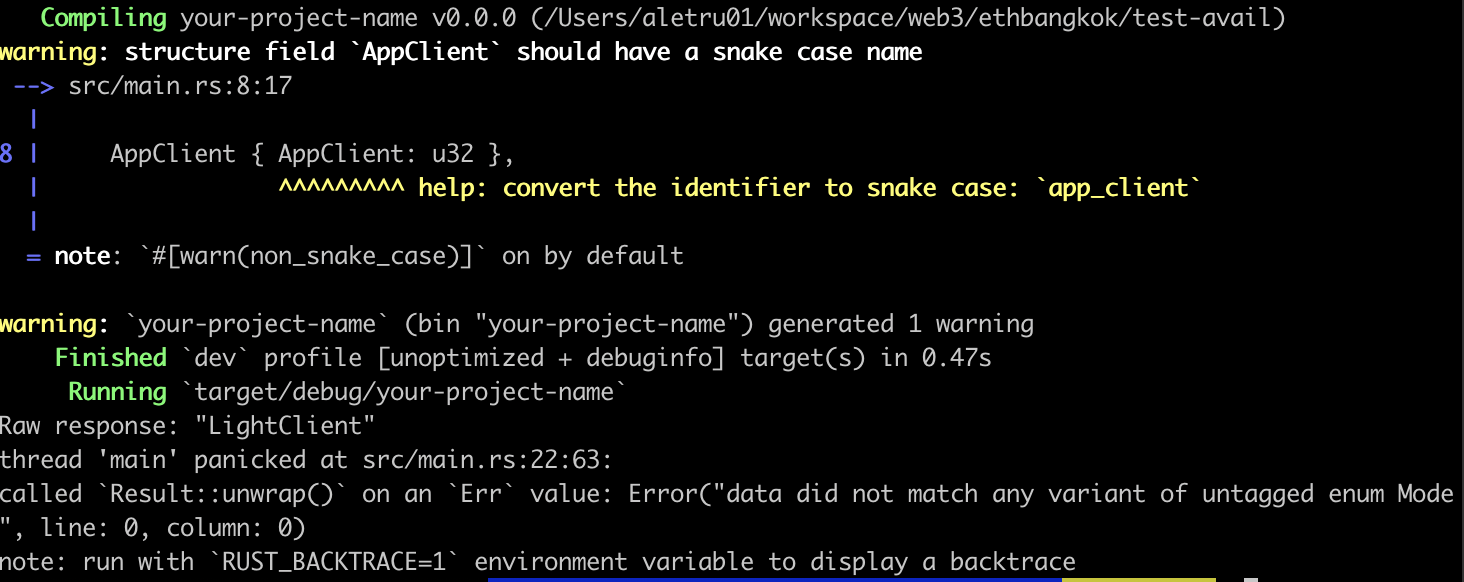 Compiling your-project-name v0.0.0 (/Users/aletru01/workspace/web3/ethbangkok/test-avail)
warning: structure field `AppClient` should have a snake case name
--> src/main.rs:8:17
|
8 | AppClient { AppClient: u32 },
| ^^^^^^^^^ help: convert the identifier to snake case: `app_client`
|
= note: `#[warn(non_snake_case)]` on by default
warning: `your-project-name` (bin "your-project-name") generated 1 warning
Finished `dev` profile [unoptimized + debuginfo] target(s) in 0.47s
Running `target/debug/your-project-name`
Raw response: "LightClient"
thread 'main' panicked at src/main.rs:22:63:
called `Result::unwrap()` on an `Err` value: Error("data did not match any variant of untagged enum Mode
", line: 0, column: 0)
note: run with `RUST_BACKTRACE=1` environment variable to display a backtrace